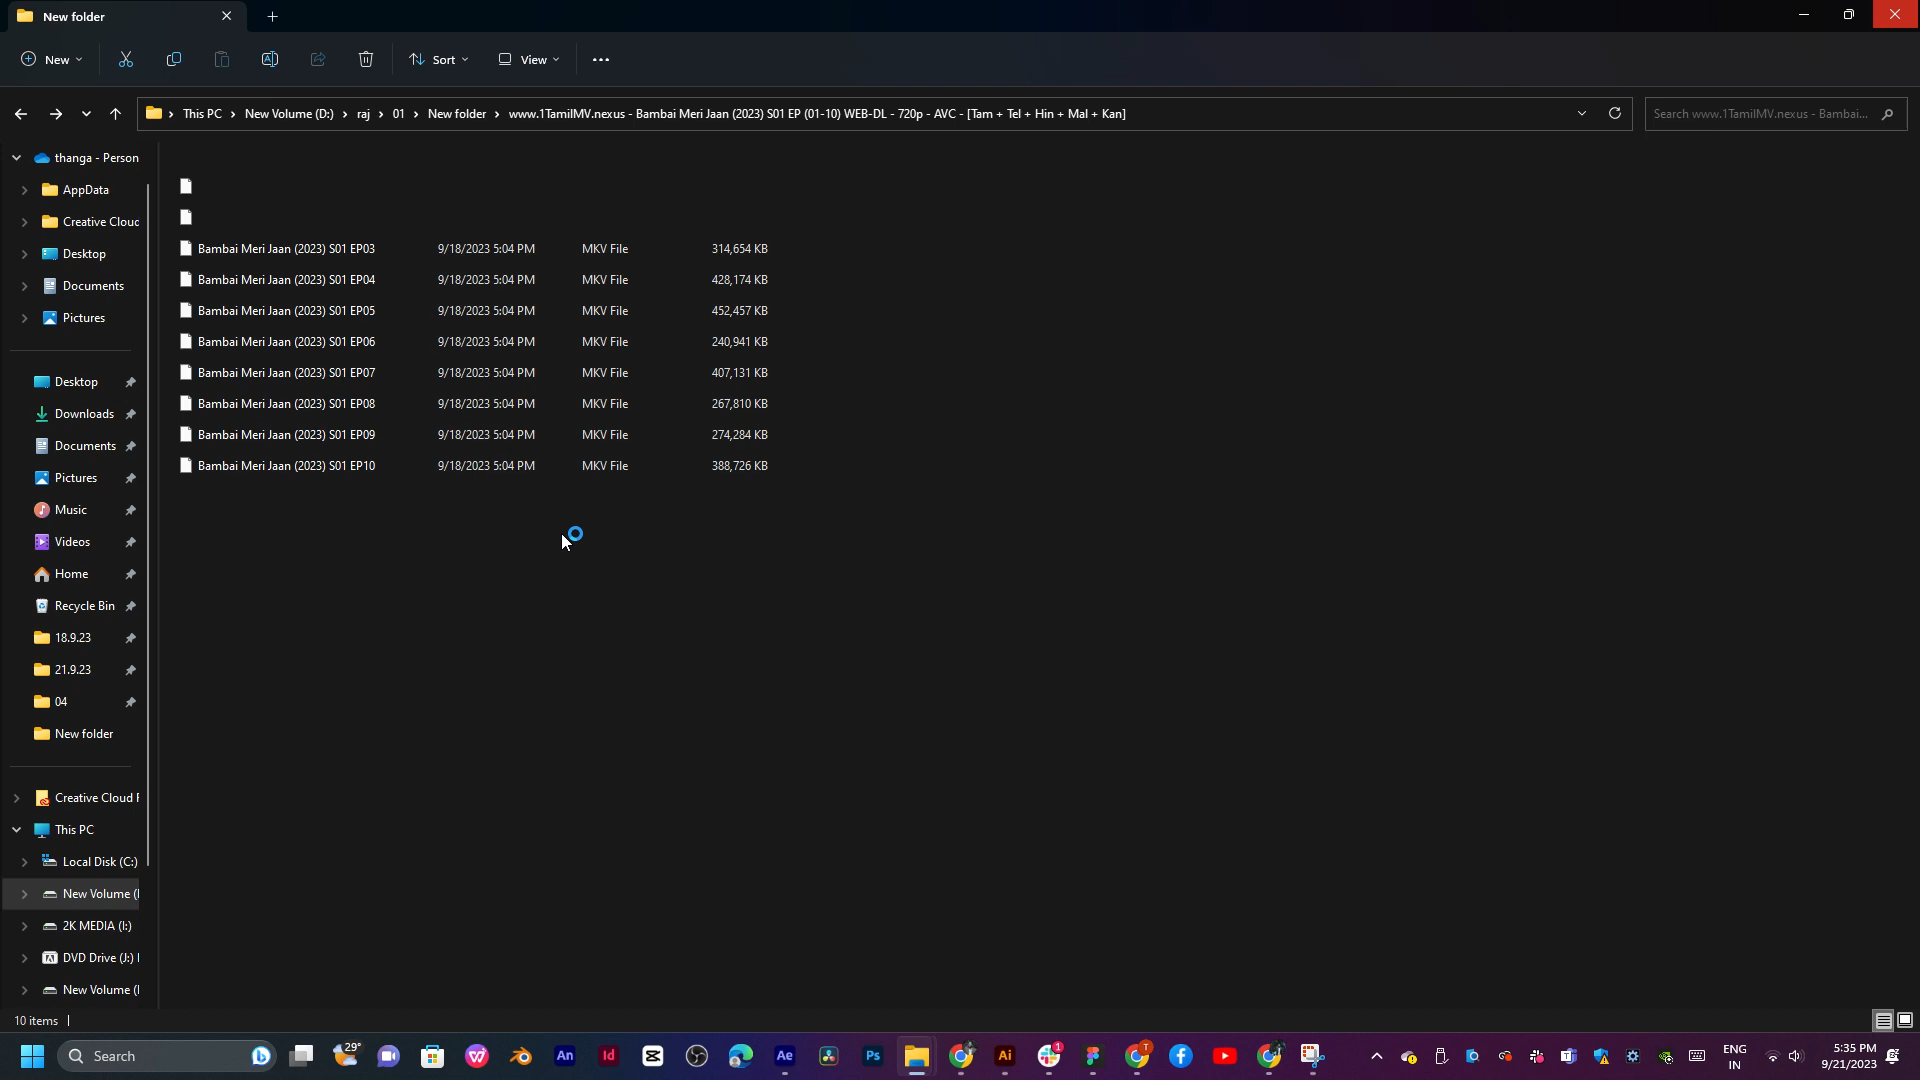 New folder
New
Sort
View
This PC > New Volume (D:) > raj > 01 > New folder > www.1TamilMV.nexus - Bambai Meri Jaan (2023) S01 EP (01-10) WEB-DL - 720p - AVC - [Tam + Tel + Hin + Mal + Kan]
Search www.1TamilMV.nexus - Bambai...
thanga - Person
AppData
Creative Cloud
Desktop
Documents
Pictures
Desktop
Downloads
Documents
Pictures
Music
Videos
Home
Recycle Bin
18.9.23
21.9.23
04
New folder
Creative Cloud F
This PC
Local Disk (C:)
New Volume (
2K MEDIA (I:)
DVD Drive (J:)
New Volume (
Bambai Meri Jaan (2023) S01 EP03 9/18/2023 5:04 PM MKV File 314,654 KB
Bambai Meri Jaan (2023) S01 EP04 9/18/2023 5:04 PM MKV File 428,174 KB
Bambai Meri Jaan (2023) S01 EP05 9/18/2023 5:04 PM MKV File 452,457 KB
Bambai Meri Jaan (2023) S01 EP06 9/18/2023 5:04 PM MKV File 240,941 KB
Bambai Meri Jaan (2023) S01 EP07 9/18/2023 5:04 PM MKV File 407,131 KB
Bambai Meri Jaan (2023) S01 EP08 9/18/2023 5:04 PM MKV File 267,810 KB
Bambai Meri Jaan (2023) S01 EP09 9/18/2023 5:04 PM MKV File 274,284 KB
Bambai Meri Jaan (2023) S01 EP10 9/18/2023 5:04 PM MKV File 388,726 KB
10 items
Search
29°
An
Id
Ae
Ps
Ai
1
T
ENG
IN
5:35 PM
9/21/2023